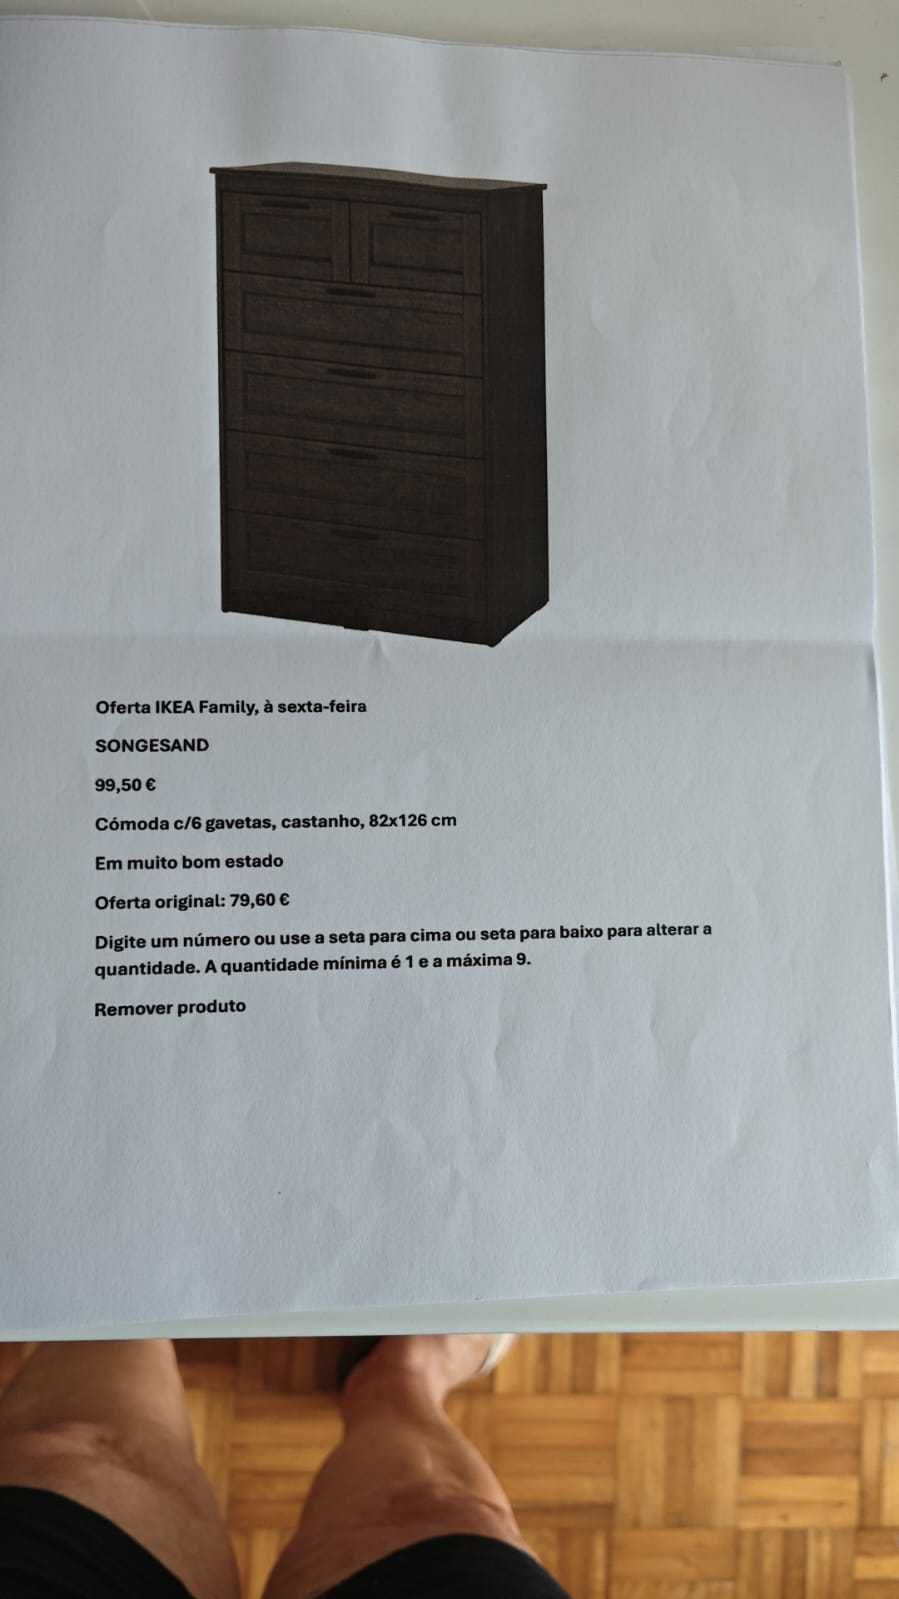 Oferta IKEA Family, à sexta-feira
SONGESAND
99,50 €
Cómoda c/6 gavetas, castanho, 82x126 cm
Em muito bom estado
Oferta original: 79,60 €
Digite um número ou use a seta para cima ou seta para baixo para alterar a
quantidade. A quantidade mínima é 1 e a máxima 9.
Remover produto